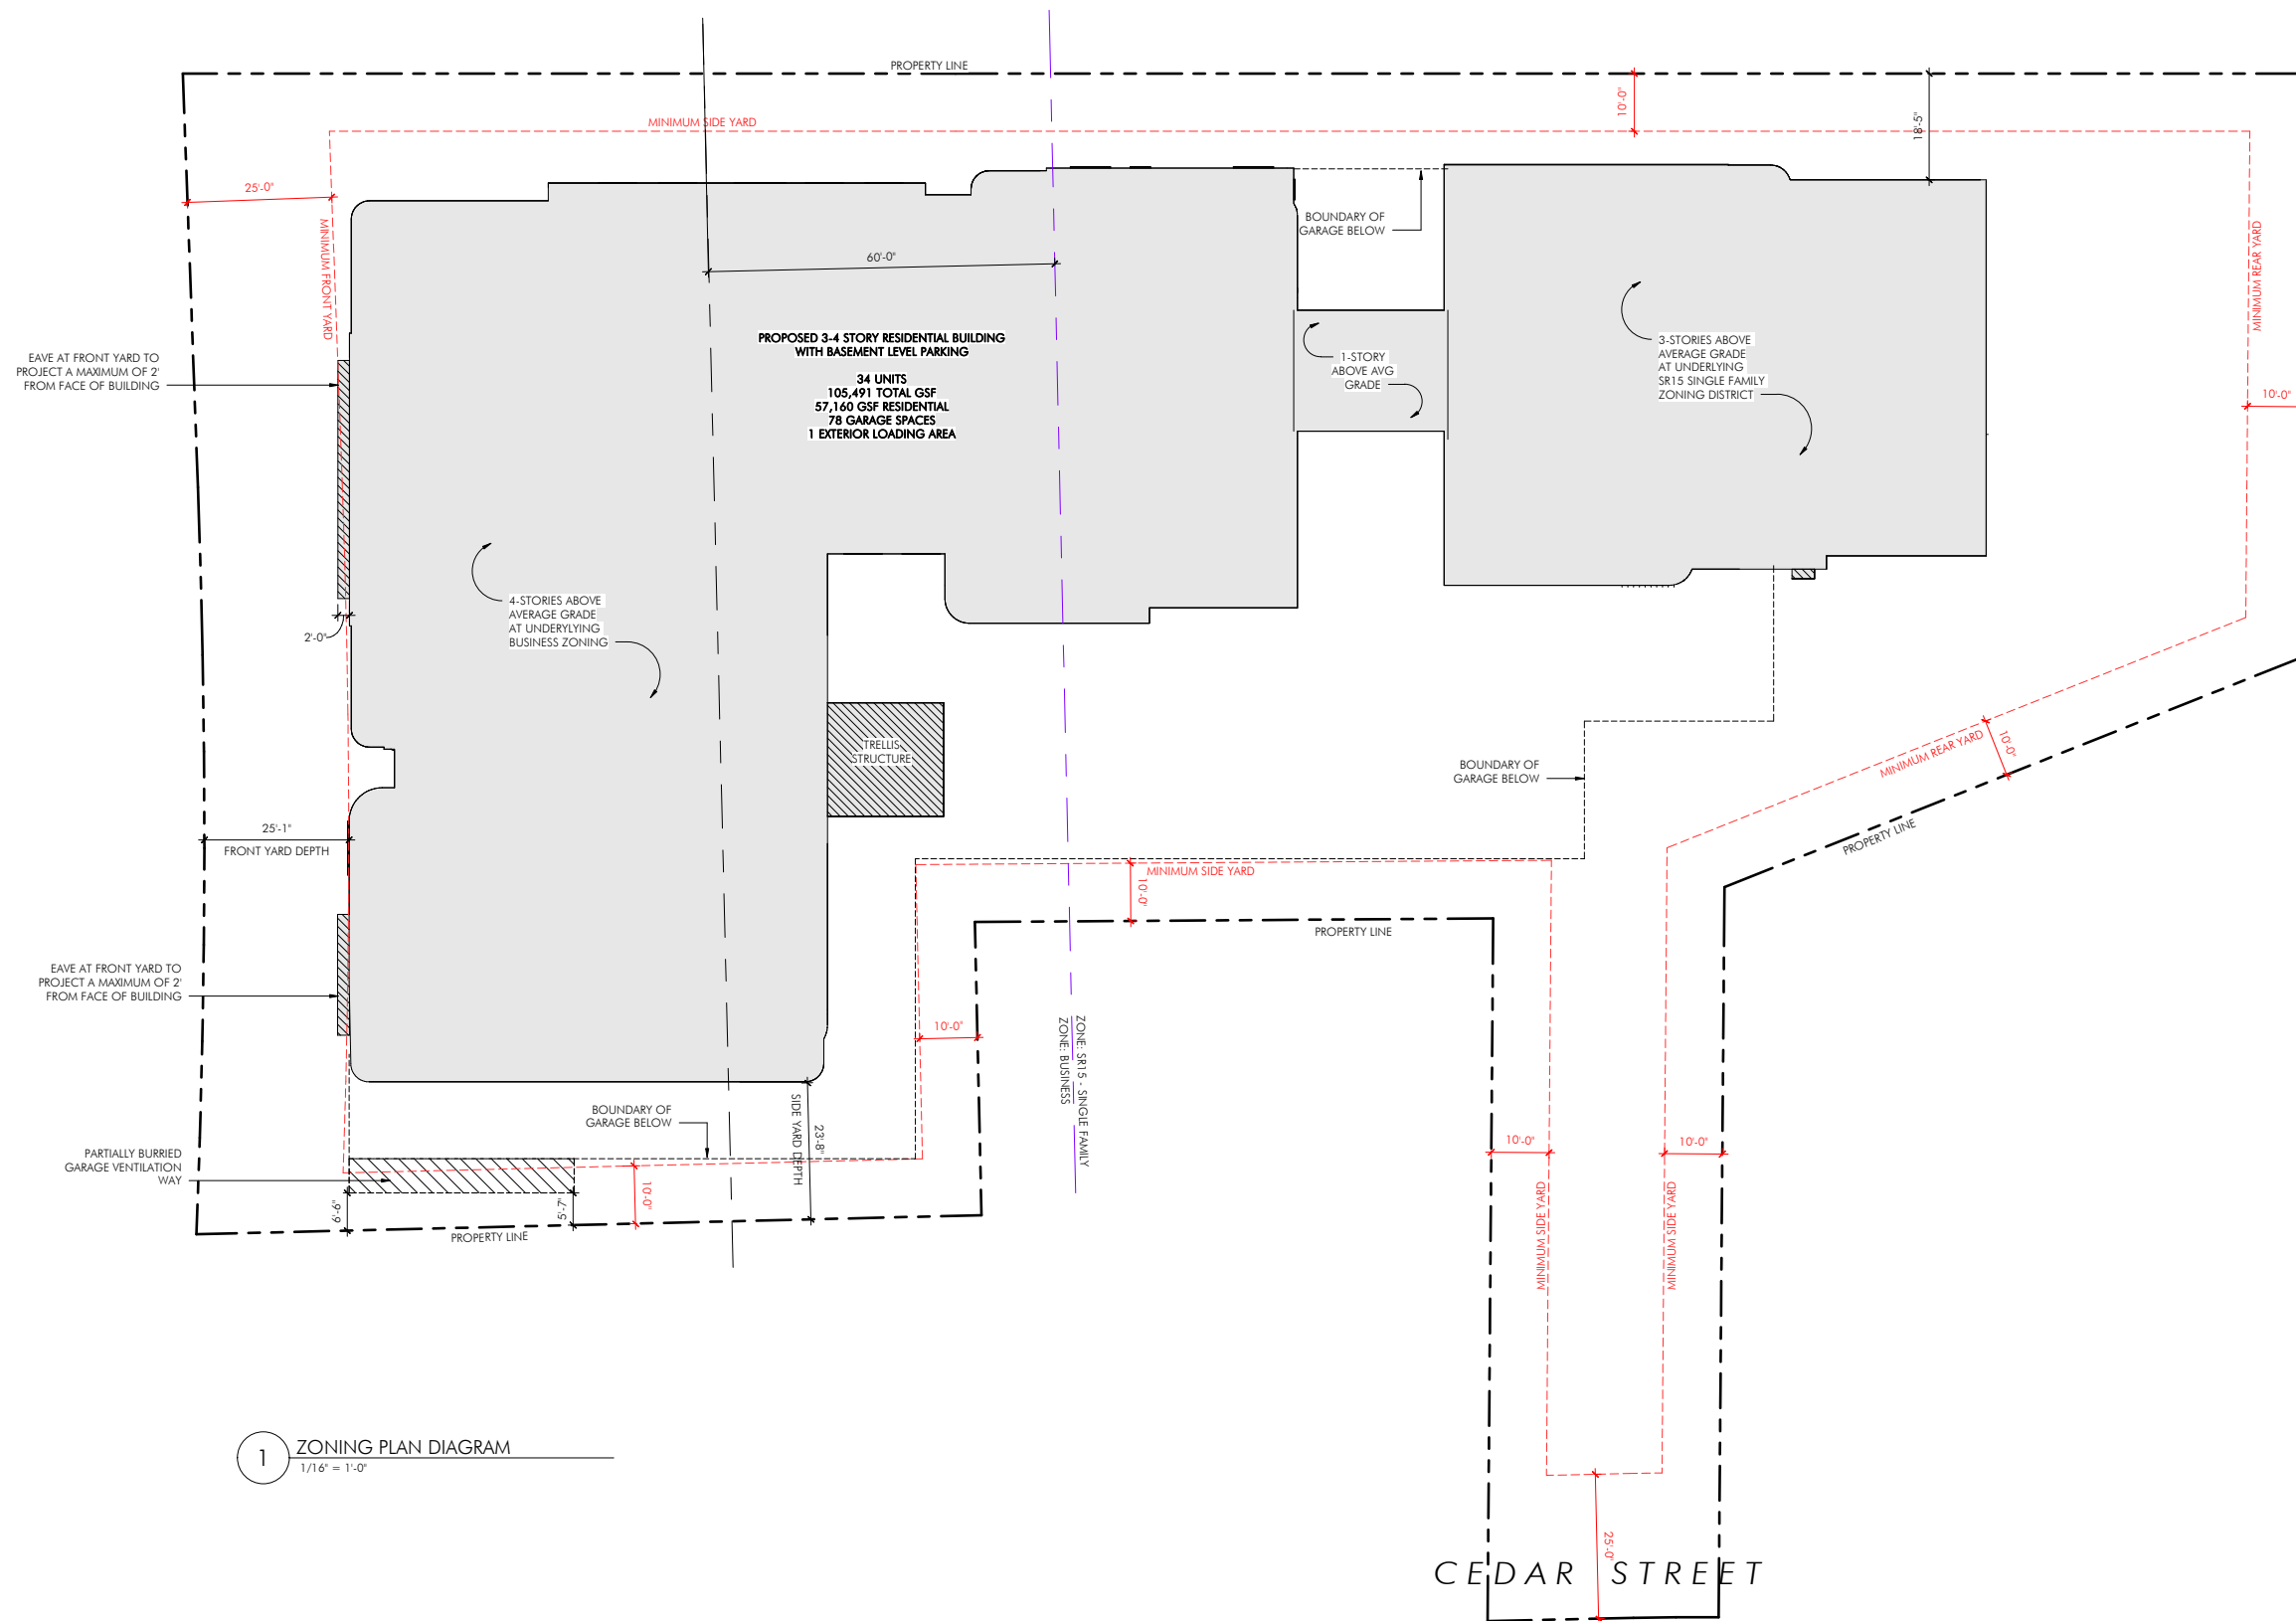 PROPERTY LINE
10'-0"
18'-5"
MINIMUM SIDE YARD
25'-0"
MINIMUM FRONT YARD
BOUNDARY OF
GARAGE BELOW
MINIMUM REAR YARD
60'-0"
PROPOSED 3-4 STORY RESIDENTIAL BUILDING
WITH BASEMENT LEVEL PARKING
34 UNITS
105,491 TOTAL GSF
57,160 GSF RESIDENTIAL
78 GARAGE SPACES
1 EXTERIOR LOADING AREA
EAVE AT FRONT YARD TO
PROJECT A MAXIMUM OF 2'
FROM FACE OF BUILDING
1-STORY
ABOVE AVG
GRADE
3-STORIES ABOVE
AVERAGE GRADE
AT UNDERLYING
SR15 SINGLE FAMILY
ZONING DISTRICT
10'-0"
4-STORIES ABOVE
AVERAGE GRADE
AT UNDERYLYING
BUSINESS ZONING
2'-0"
TRELLIS
STRUCTURE
BOUNDARY OF
GARAGE BELOW
MINIMUM REAR YARD
10'-0"
PROPERTY LINE
25'-1"
FRONT YARD DEPTH
MINIMUM SIDE YARD
10'-0"
PROPERTY LINE
EAVE AT FRONT YARD TO
PROJECT A MAXIMUM OF 2'
FROM FACE OF BUILDING
10'-0"
ZONE: SR15 - SINGLE FAMILY
ZONE: BUSINESS
BOUNDARY OF
GARAGE BELOW
SIDE YARD DEPTH
23'-8"
PARTIALLY BURRIED
GARAGE VENTILATION
WAY
6'-6"
5'-7"
10'-0"
PROPERTY LINE
10'-0"
10'-0"
MINIMUM SIDE YARD
MINIMUM SIDE YARD
1
ZONING PLAN DIAGRAM
1/16" = 1'-0"
25'-0"
CEDAR STREET